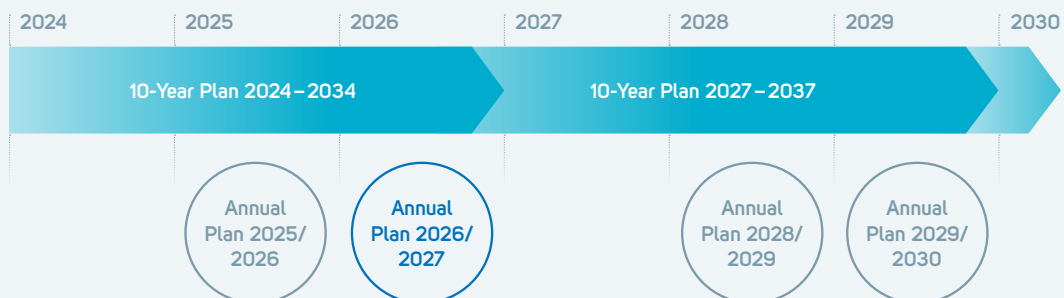 2024 2025 2026 2027 2028 2029 2030
10-Year Plan 2024–2034 10-Year Plan 2027–2037
Annual
Plan 2025/
2026
Annual
Plan 2026/
2027
Annual
Plan 2028/
2029
Annual
Plan 2029/
2030